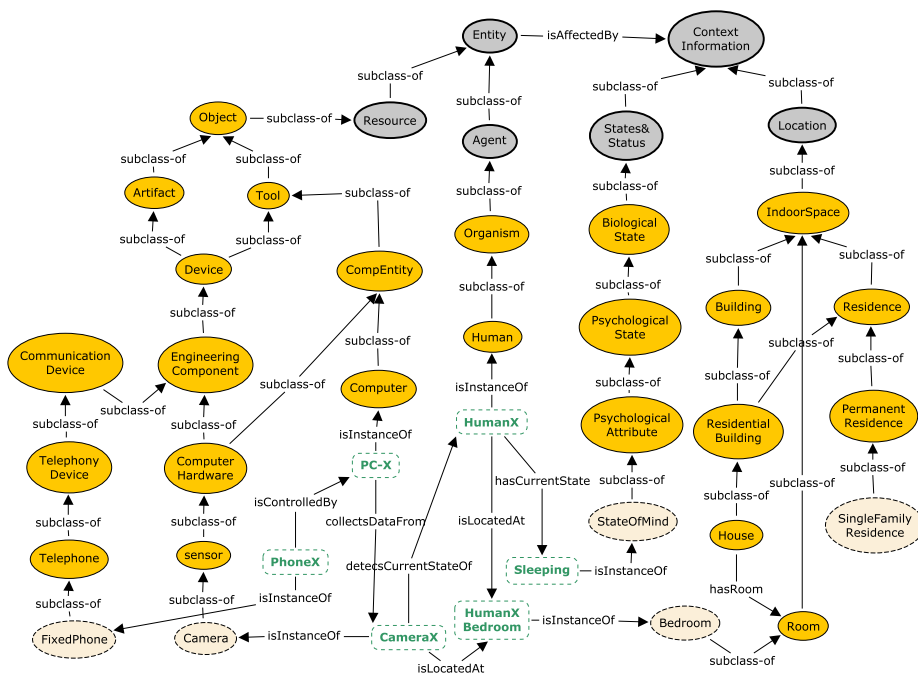 Entity
isAffectedBy
Context
Information
subclass-of
subclass-of
subclass-of
subclass-of
Object
subclass-of
Resource
Agent
States&
Status
Location
subclass-of
subclass-of
Artifact
Tool
subclass-of
subclass-of
subclass-of
subclass-of
subclass-of
subclass-of
Organism
Biological
State
IndoorSpace
Device
CompEntity
subclass-of
subclass-of
subclass-of
subclass-of
subclass-of
subclass-of
Building
Residence
Communication
Device
Engineering
Component
subclass-of
Human
Psychological
State
subclass-of
subclass-of
Computer
isInstanceOf
subclass-of
subclass-of
subclass-of
subclass-of
subclass-of
subclass-of
isInstanceOf
HumanX
Psychological
Attribute
Residential
Building
Permanent
Residence
Telephony
Device
Computer
Hardware
PC-X
hasCurrentState
subclass-of
subclass-of
subclass-of
isControlledBy
subclass-of
subclass-of
collectsDataFrom
isLocatedAt
StateOfMind
subclass-of
SingleFamily
Residence
Telephone
sensor
PhoneX
detecsCurrentStateOf
Sleeping
isInstanceOf
House
hasRoom
subclass-of
subclass-of
isInstanceOf
FixedPhone
Camera
isInstanceOf
CameraX
HumanX
Bedroom
isInstanceOf
Bedroom
Room
isLocatedAt
subclass-of